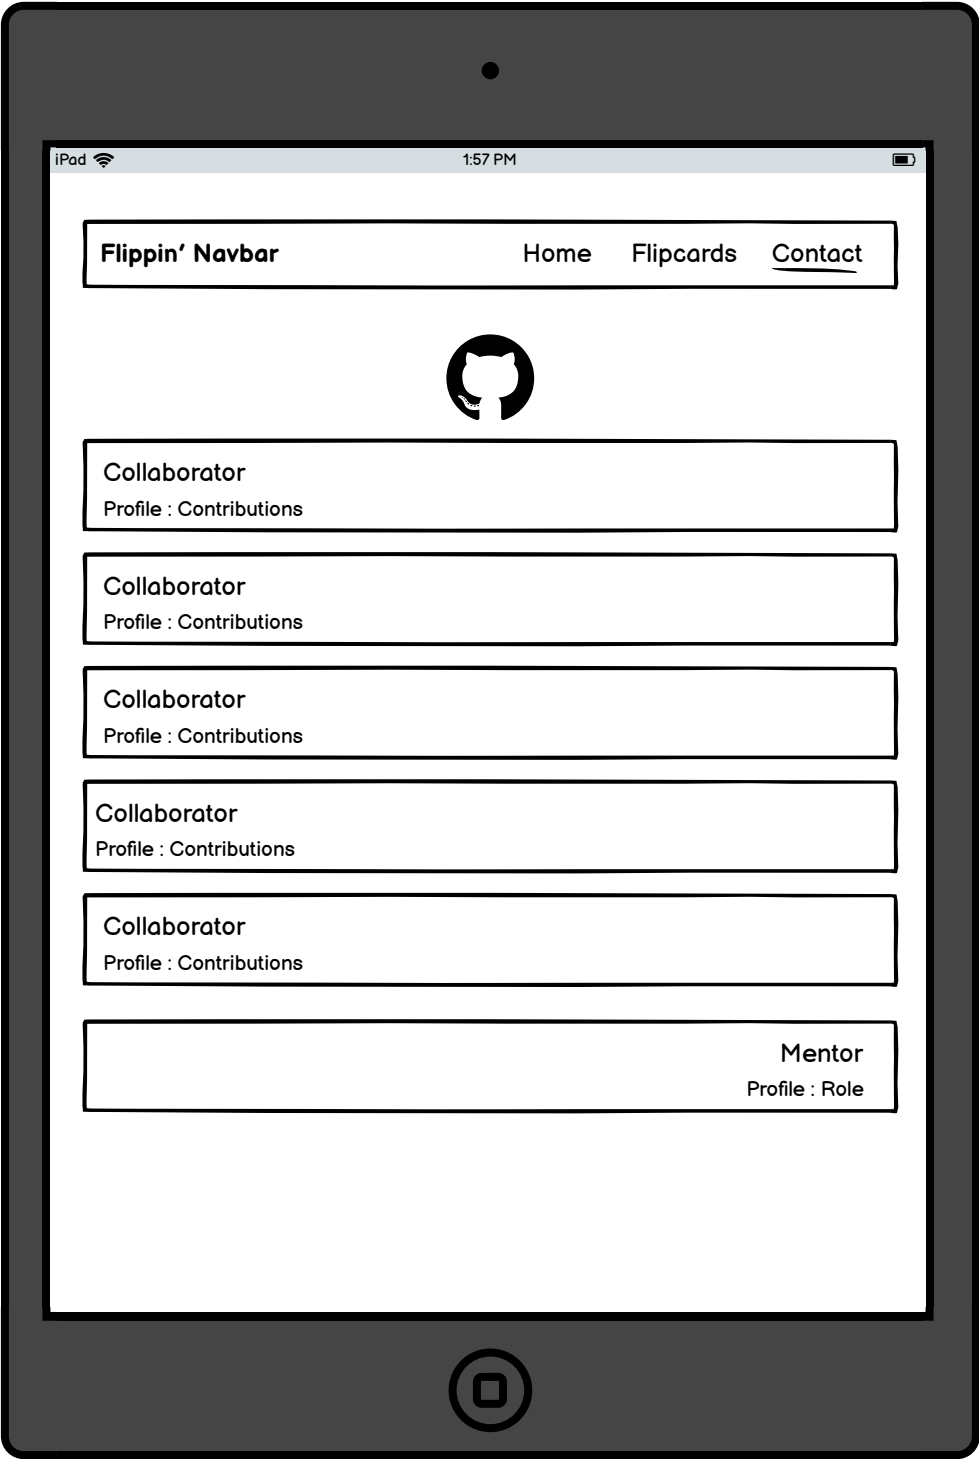 iPad 1:57 PM
Flippin' Navbar Home Flipcards Contact
Collaborator
Profile : Contributions
Collaborator
Profile : Contributions
Collaborator
Profile : Contributions
Collaborator
Profile : Contributions
Collaborator
Profile : Contributions
Mentor
Profile : Role